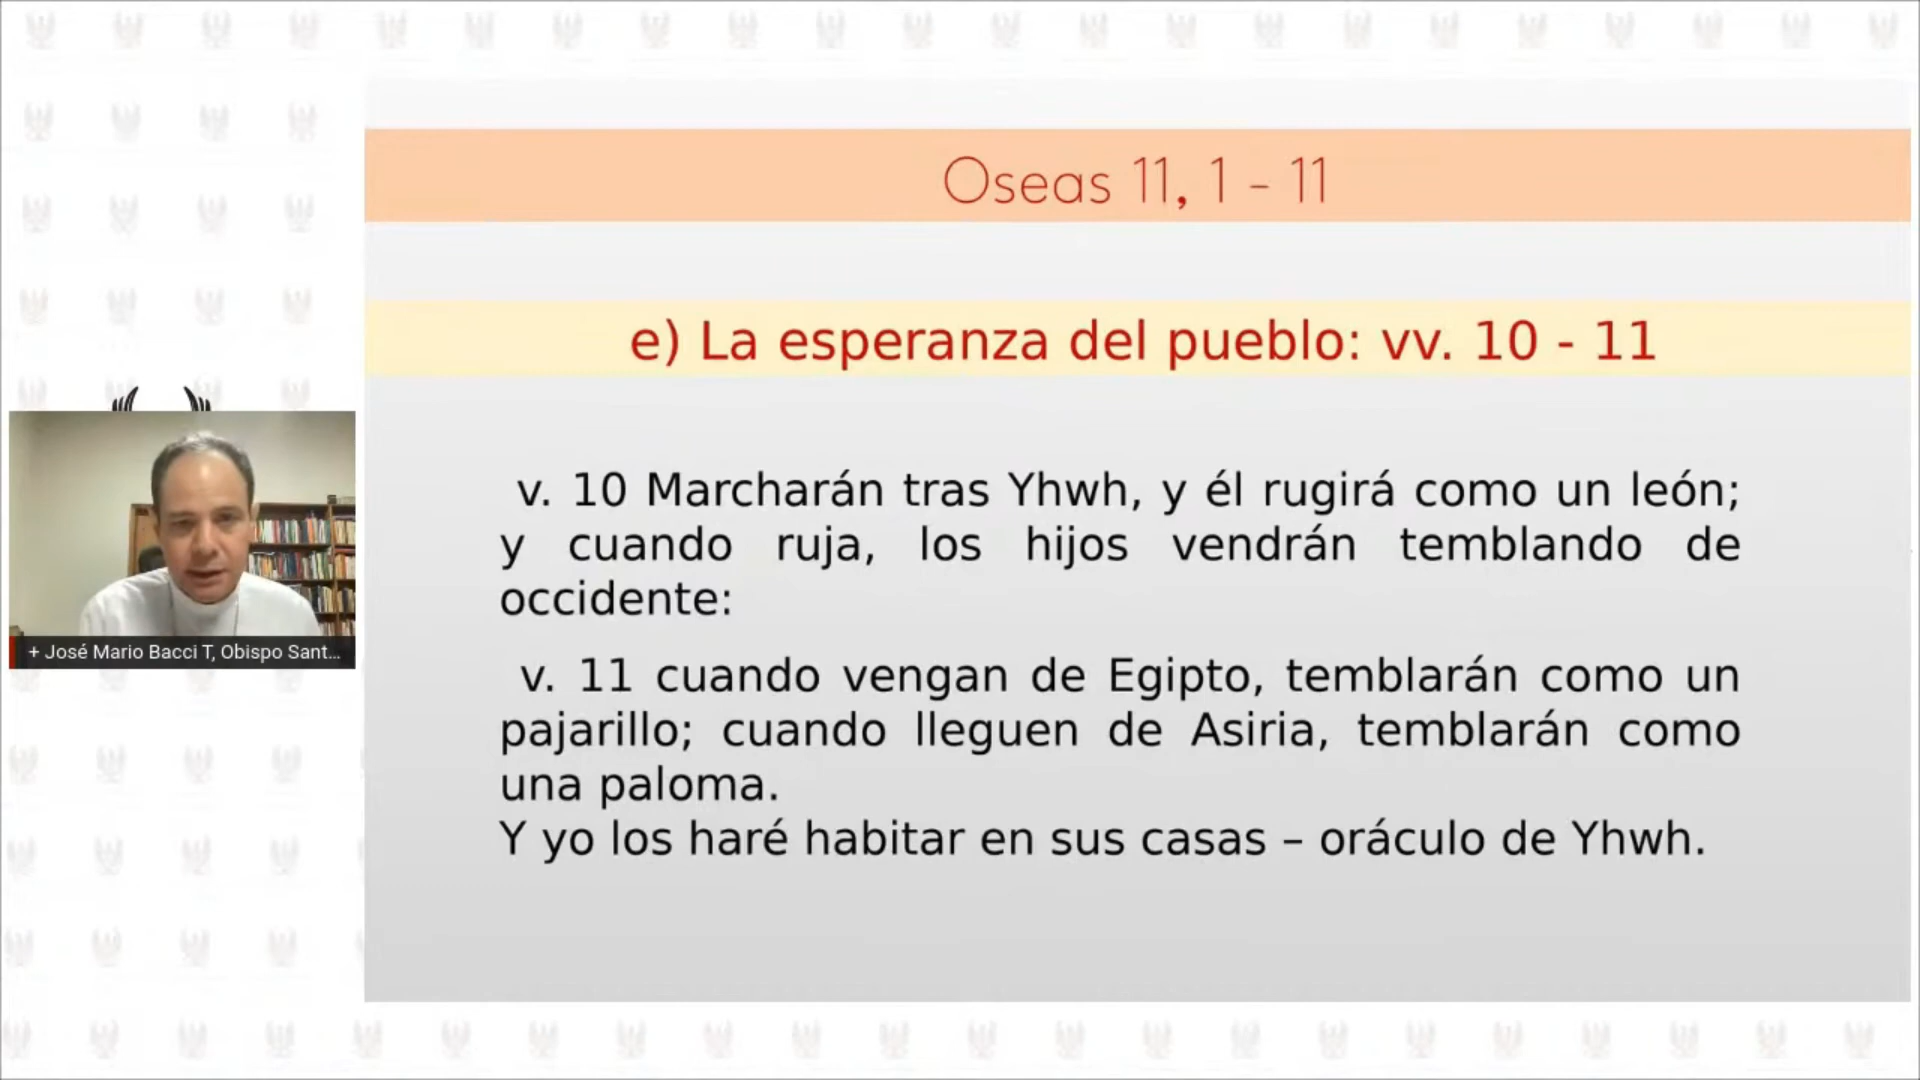 Oseas 11, 1 - 11
e) La esperanza del pueblo: vv. 10 - 11
v. 10 Marcharán tras Yhwh, y él rugirá como un león;
y cuando ruja, los hijos vendrán temblando de
occidente:
v. 11 cuando vengan de Egipto, temblarán como un
pajarillo; cuando lleguen de Asiria, temblarán como
una paloma.
Y yo los haré habitar en sus casas – oráculo de Yhwh.
+ José Mario Bacci T, Obispo Sant...